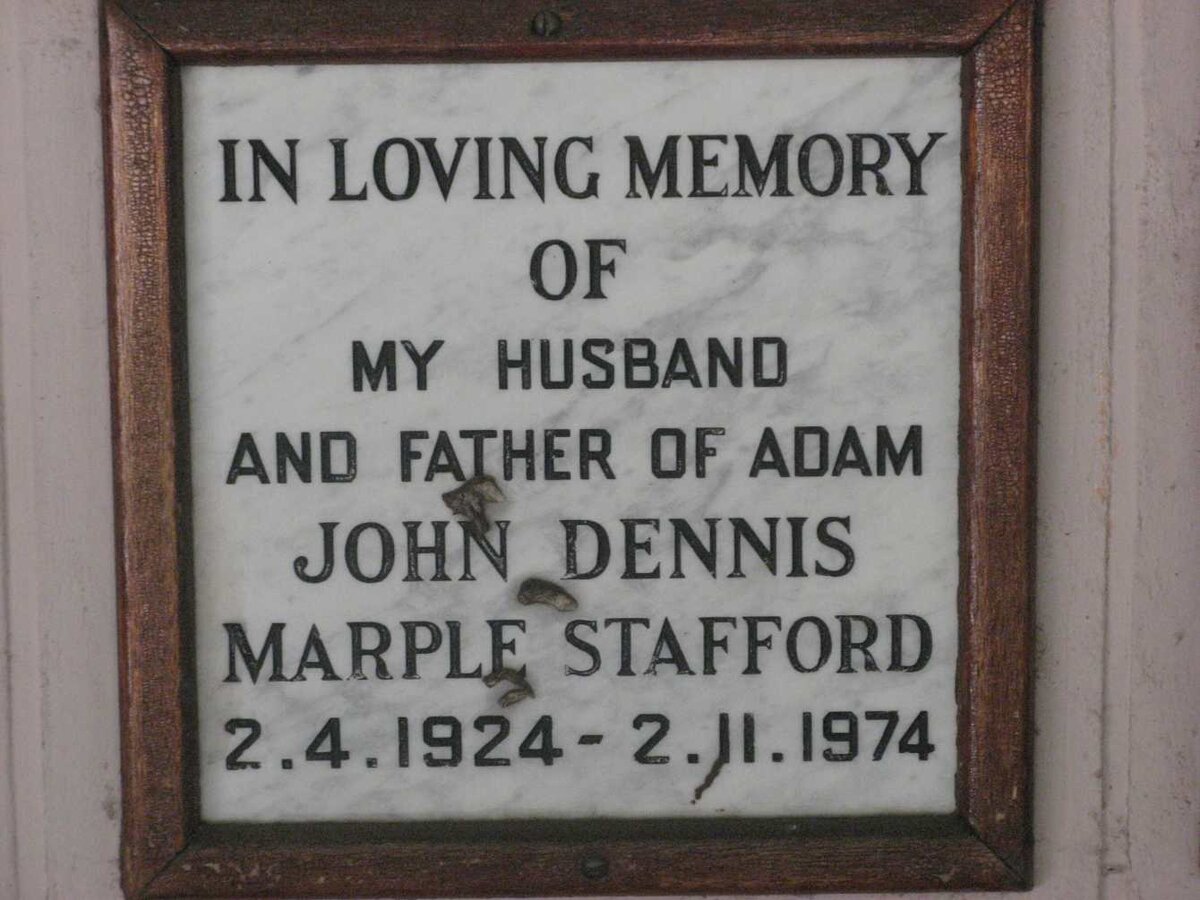 IN LOVING MEMORY
OF
MY HUSBAND
AND FATHER OF ADAM
JOHN DENNIS
MARPLE STAFFORD
2.4.1924 - 2.11.1974